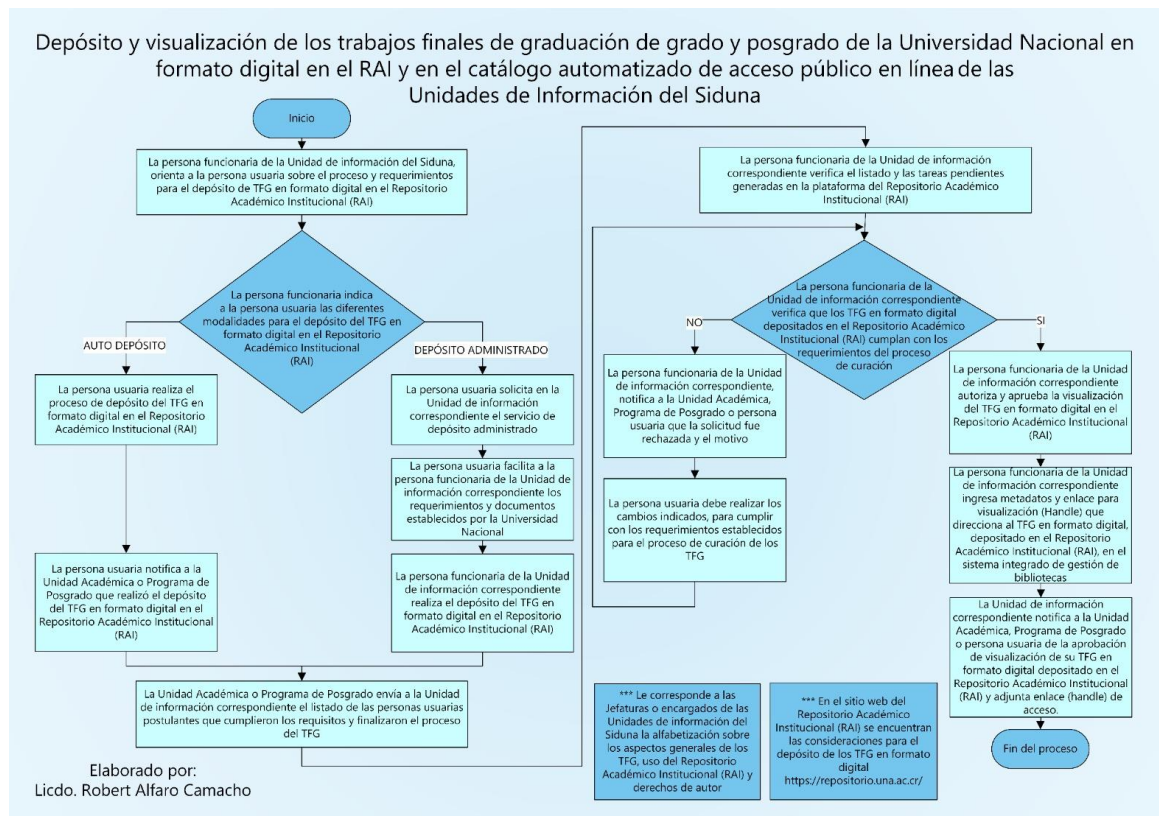 Depósito y visualización de los trabajos finales de graduación de grado y posgrado de la Universidad Nacional en
formato digital en el RAI y en el catálogo automatizado de acceso público en línea de las
Unidades de Información del Siduna
Inicio
La persona funcionaria de la Unidad de información del Siduna,
orienta a la persona usuaria sobre el proceso y requerimientos
para el depósito de TFG en formato digital en el Repositorio
Académico Institucional (RAI)
La persona funcionaria indica
a la persona usuaria las diferentes
modalidades para el depósito del TFG en
formato digital en el Repositorio
Académico Institucional
(RAI)
AUTO DEPÓSITO
DEPÓSITO ADMINISTRADO
La persona usuaria realiza el
proceso de depósito del TFG en
formato digital en el Repositorio
Académico Institucional (RAI)
La persona usuaria notifica a la
Unidad Académica o Programa de
Posgrado que realizó el depósito
del TFG en formato digital en el
Repositorio Académico Institucional
(RAI)
La persona usuaria solicita en la
Unidad de información
correspondiente el servicio de
depósito administrado
La persona usuaria facilita a la
persona funcionaria de la Unidad de
información correspondiente los
requerimientos y documentos
establecidos por la Universidad
Nacional
La persona funcionaria de la Unidad
de información correspondiente
realiza el depósito del TFG en
formato digital en el Repositorio
Académico Institucional (RAI)
La Unidad Académica o Programa de Posgrado envía a la Unidad
de información correspondiente el listado de las personas usuarias
postulantes que cumplieron los requisitos y finalizaron el proceso
del TFG
Elaborado por:
Licdo. Robert Alfaro Camacho
La persona funcionaria de la Unidad de información
correspondiente verifica el listado y las tareas pendientes
generadas en la plataforma del Repositorio Académico
Institucional (RAI)
La persona funcionaria de la
Unidad de información correspondiente
verifica que los TFG en formato digital
depositados en el Repositorio Académico
Institucional (RAI) cumplan con los
requerimientos del proceso
de curación
NO
SI
La persona funcionaria de la Unidad
de información correspondiente,
notifica a la Unidad Académica,
Programa de Posgrado o persona
usuaria que la solicitud fue
rechazada y el motivo
La persona usuaria debe realizar los
cambios indicados, para cumplir
con los requerimientos establecidos
para el proceso de curación de los
TFG
La persona funcionaria de la Unidad
de información correspondiente
autoriza y aprueba la visualización
del TFG en formato digital en el
Repositorio Académico Institucional
(RAI)
La persona funcionaria de la Unidad
de información correspondiente
ingresa metadatos y enlace para
visualización (Handle) que
direcciona al TFG en formato digital,
depositado en el Repositorio
Académico Institucional (RAI), en el
sistema integrado de gestión de
bibliotecas
La Unidad de información
correspondiente notifica a la Unidad
Académica, Programa de Posgrado
o persona usuaria de la aprobación
de visualización de su TFG en
formato digital depositado en el
Repositorio Académico Institucional
(RAI) y adjunta enlace (handle) de
acceso.
Fin del proceso
*** Le corresponde a las
Jefaturas o encargados de las
Unidades de información del
Siduna la alfabetización sobre
los aspectos generales de los
TFG, uso del Repositorio
Académico Institucional (RAI) y
derechos de autor
*** En el sitio web del
Repositorio Académico
Institucional (RAI) se encuentran
las consideraciones para el
depósito de los TFG en formato
digital
https://repositorio.una.ac.cr/